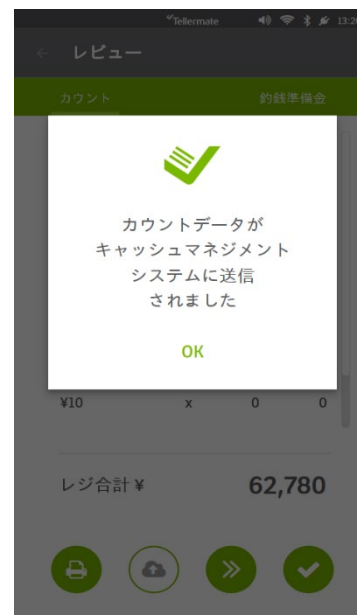 Tellermate 13:20
レビュー
カウント 釣銭準備金
カウントデータが
キャッシュマネジメント
システムに送信
されました
OK
¥10 x 0 0
レジ合計 ¥ 62,780